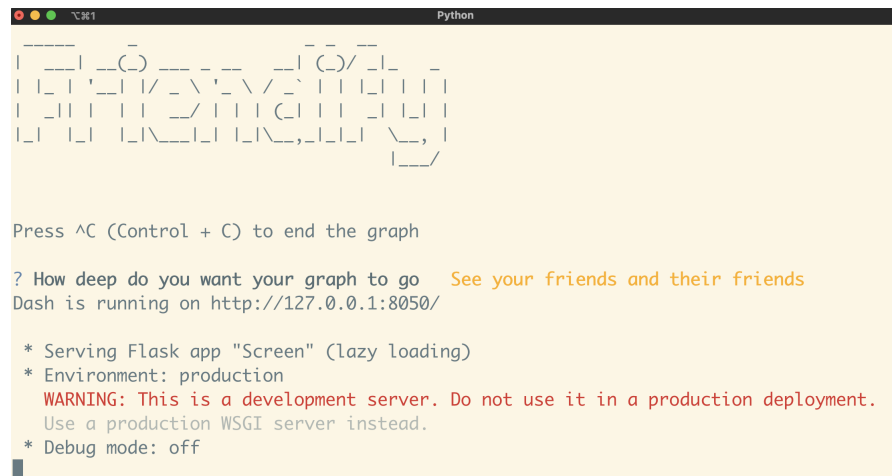 ⌥⌘1 Python
Friendify
Press ^C (Control + C) to end the graph
? How deep do you want your graph to go See your friends and their friends
Dash is running on http://127.0.0.1:8050/
* Serving Flask app "Screen" (lazy loading)
* Environment: production
WARNING: This is a development server. Do not use it in a production deployment.
Use a production WSGI server instead.
* Debug mode: off